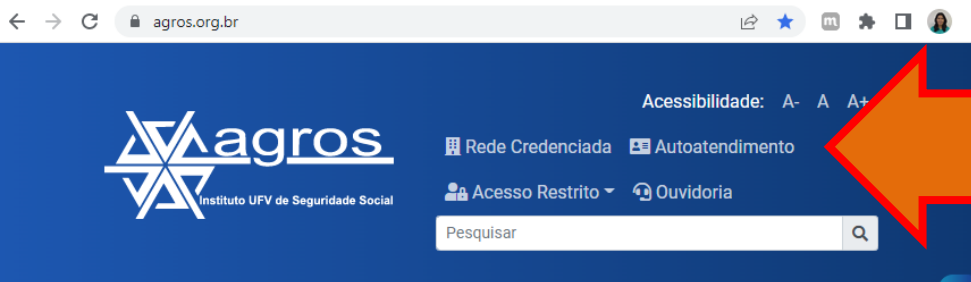 agros.org.br
m
Acessibilidade: A- A A+
agros
Instituto UFV de Seguridade Social
Rede Credenciada Autoatendimento
Acesso Restrito Ouvidoria
Pesquisar